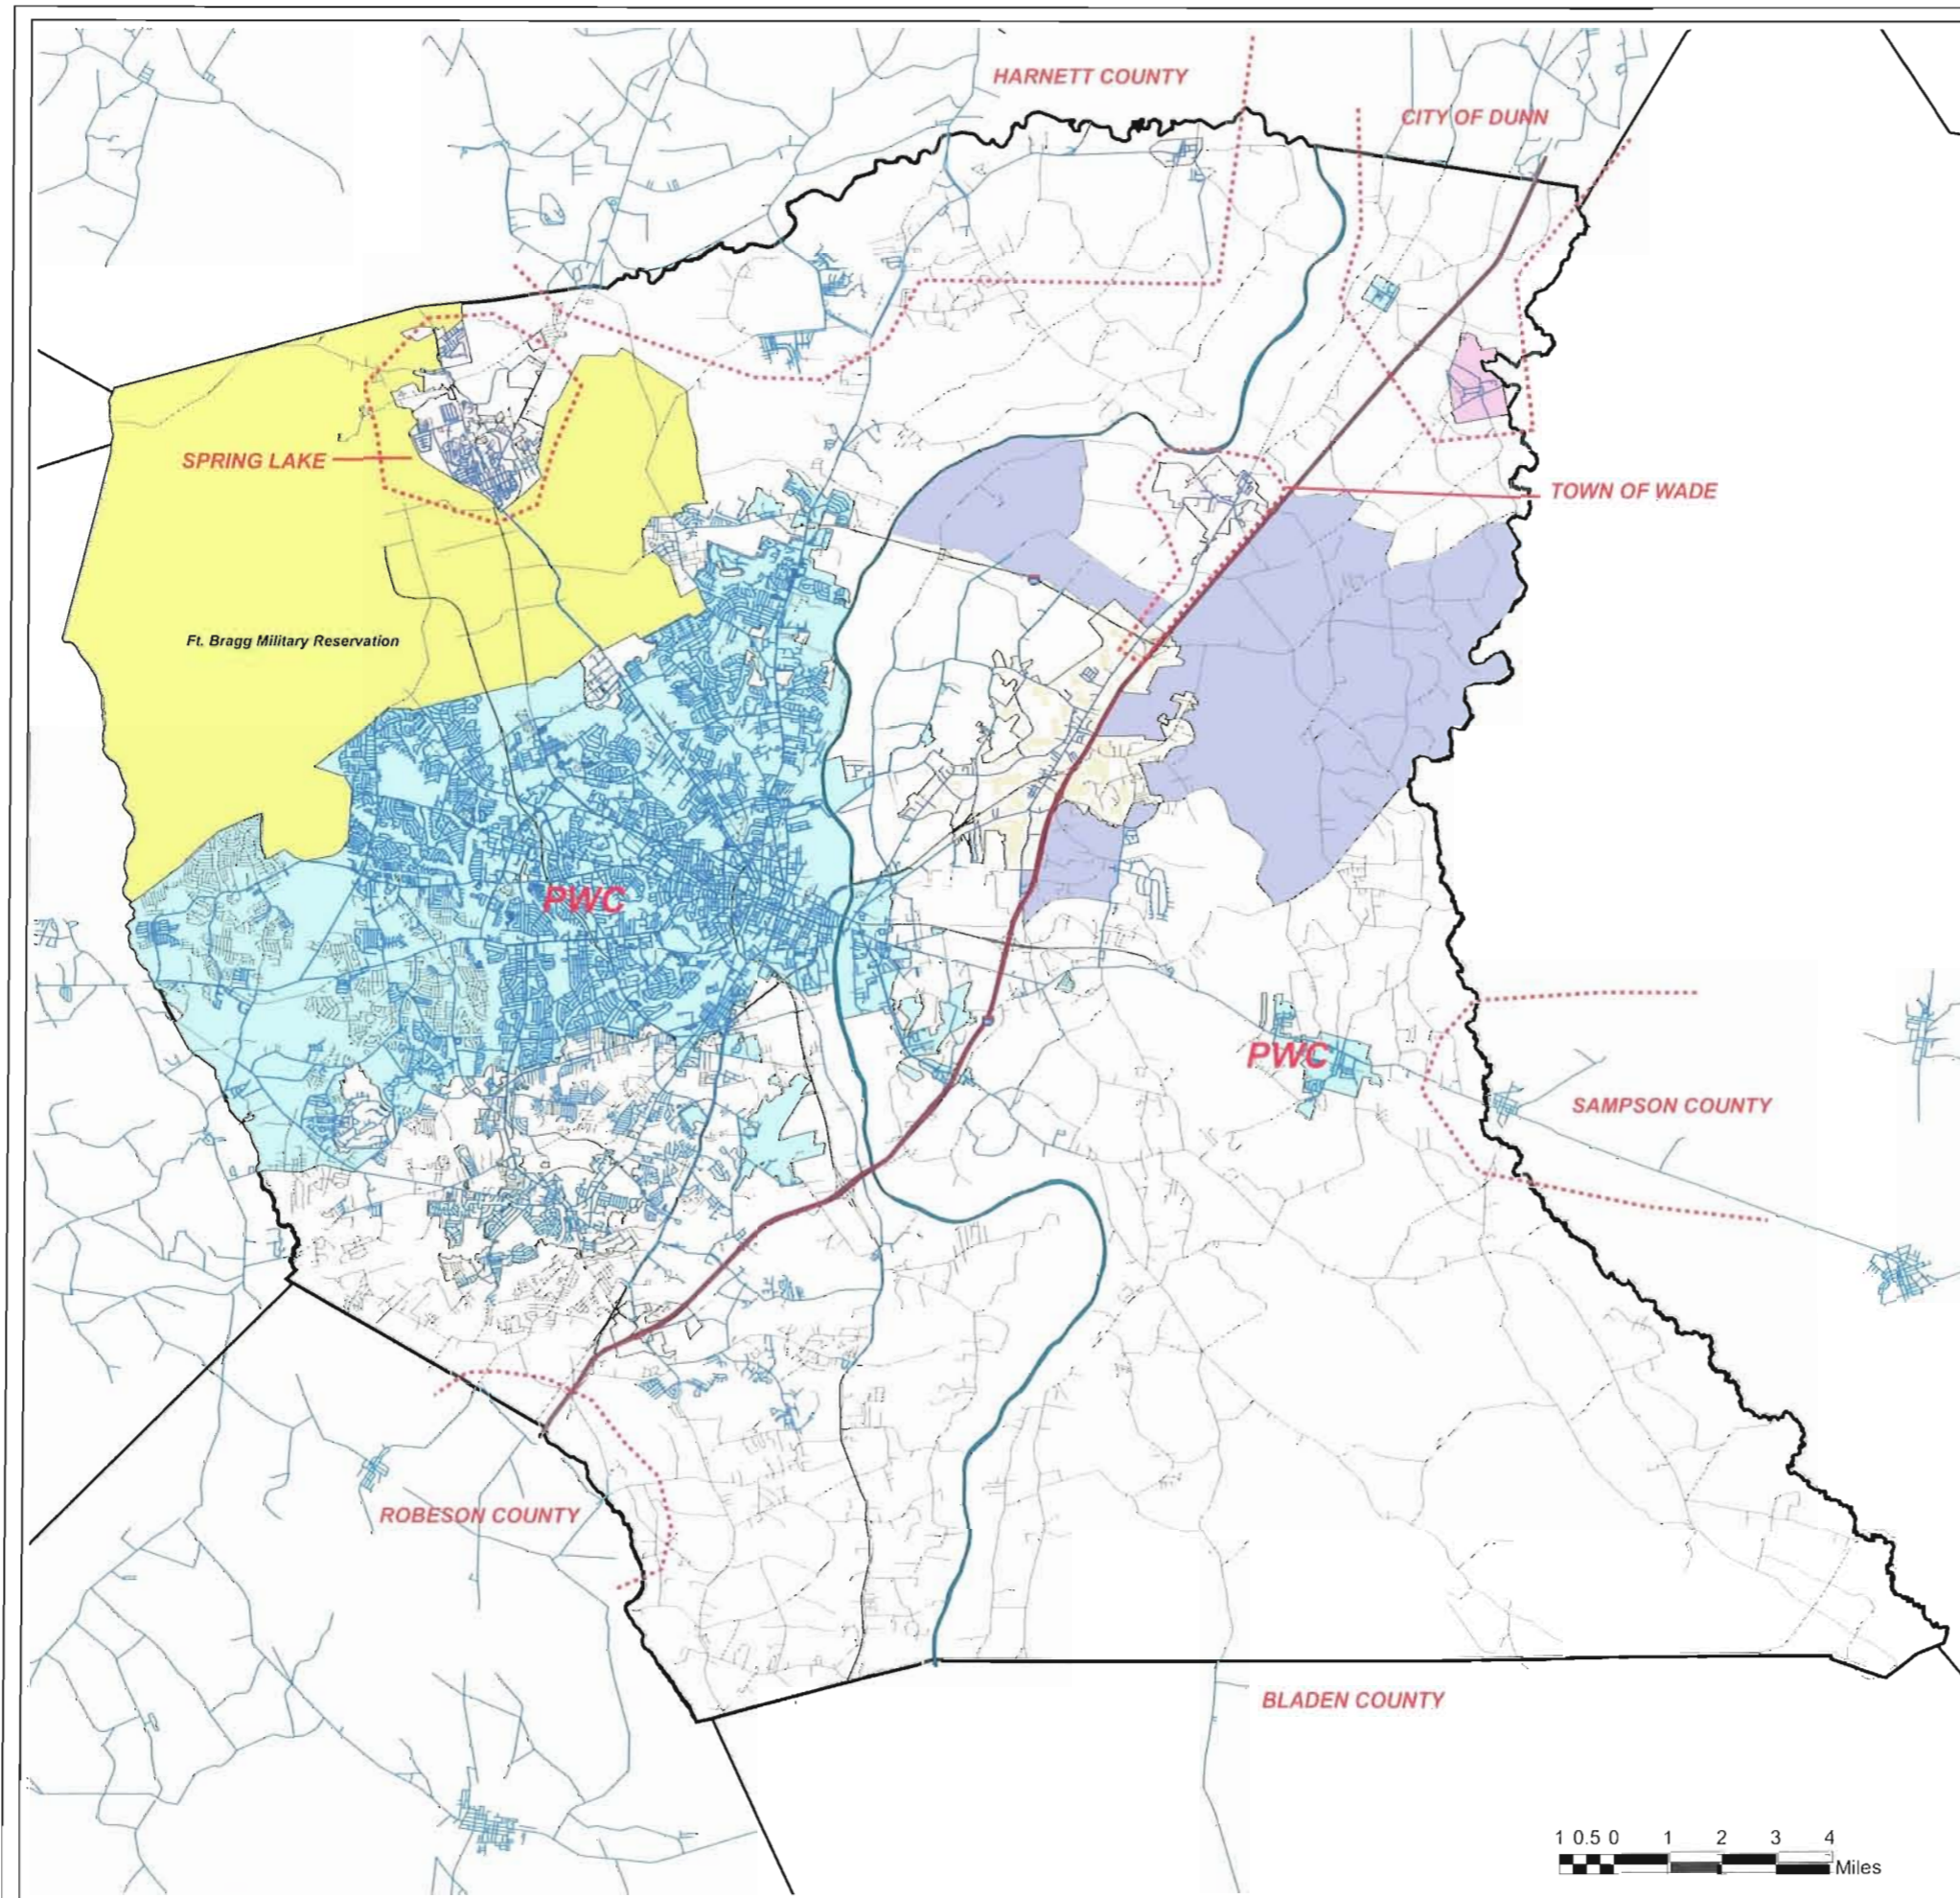 HARNETT COUNTY
CITY OF DUNN
SPRING LAKE
TOWN OF WADE
Ft. Bragg Military Reservation
PWC
PWC
SAMPSON COUNTY
ROBESON COUNTY
BLADEN COUNTY
1 0.5 0 1 2 3 4
Miles